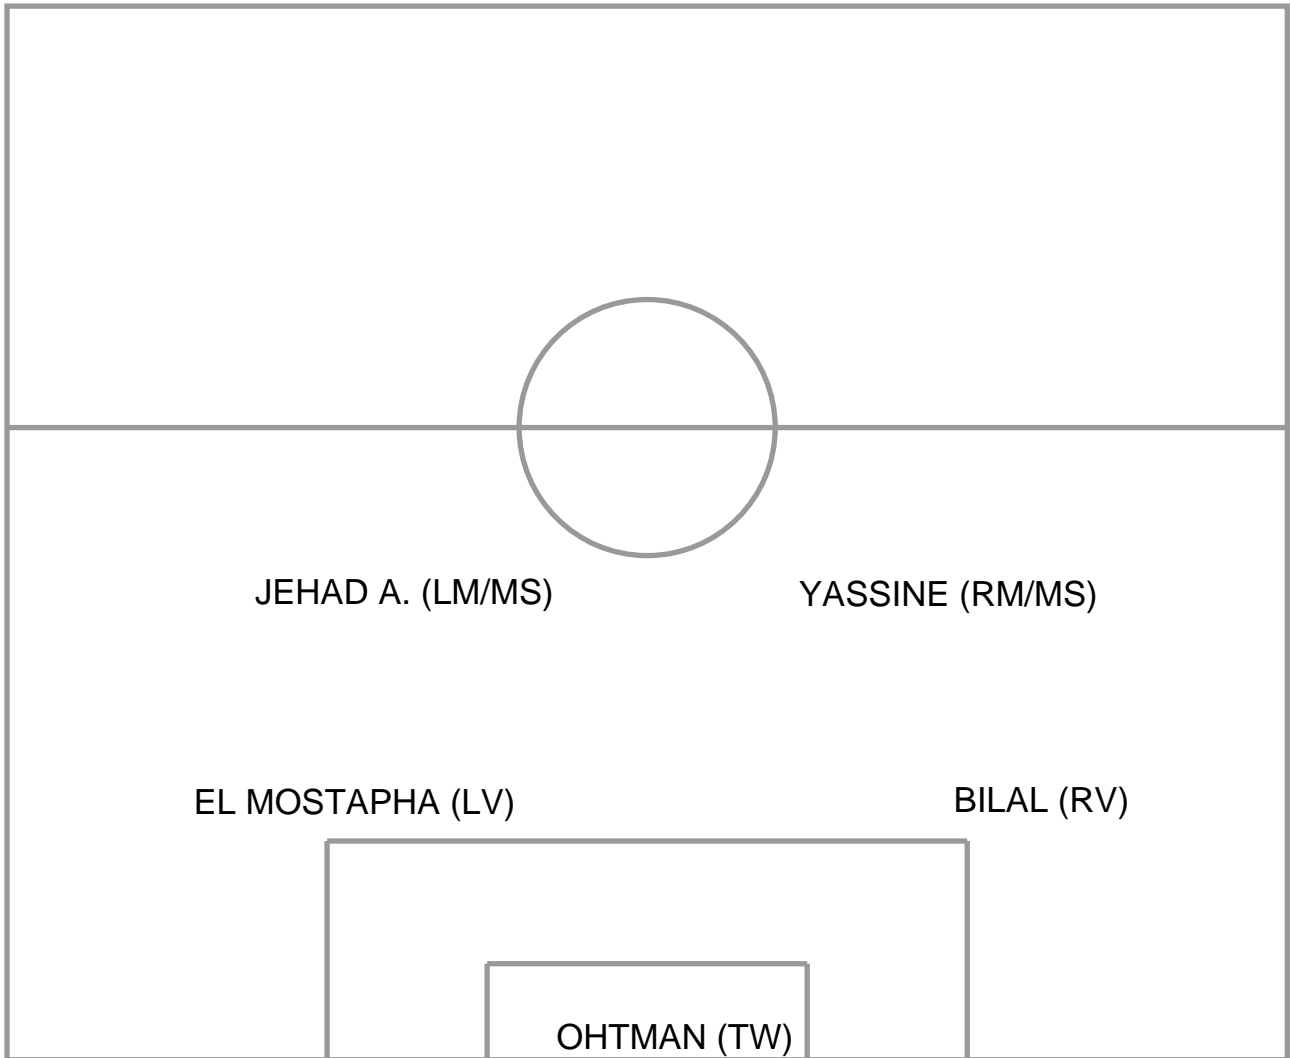 JEHAD A. (LM/MS)
YASSINE (RM/MS)
EL MOSTAPHA (LV)
BILAL (RV)
OHTMAN (TW)